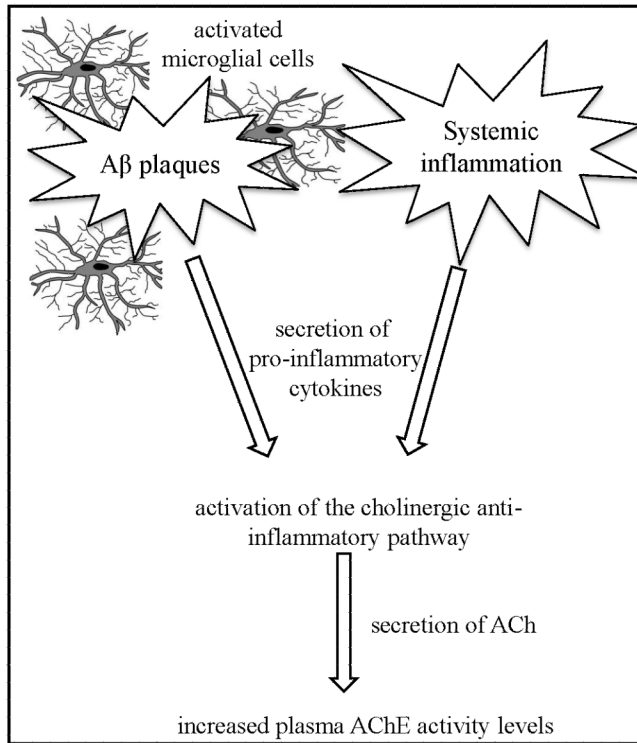 activated
microglial cells
Aβ plaques
Systemic
inflammation
secretion of
pro-inflammatory
cytokines
activation of the cholinergic anti-
inflammatory pathway
secretion of ACh
increased plasma AChE activity levels